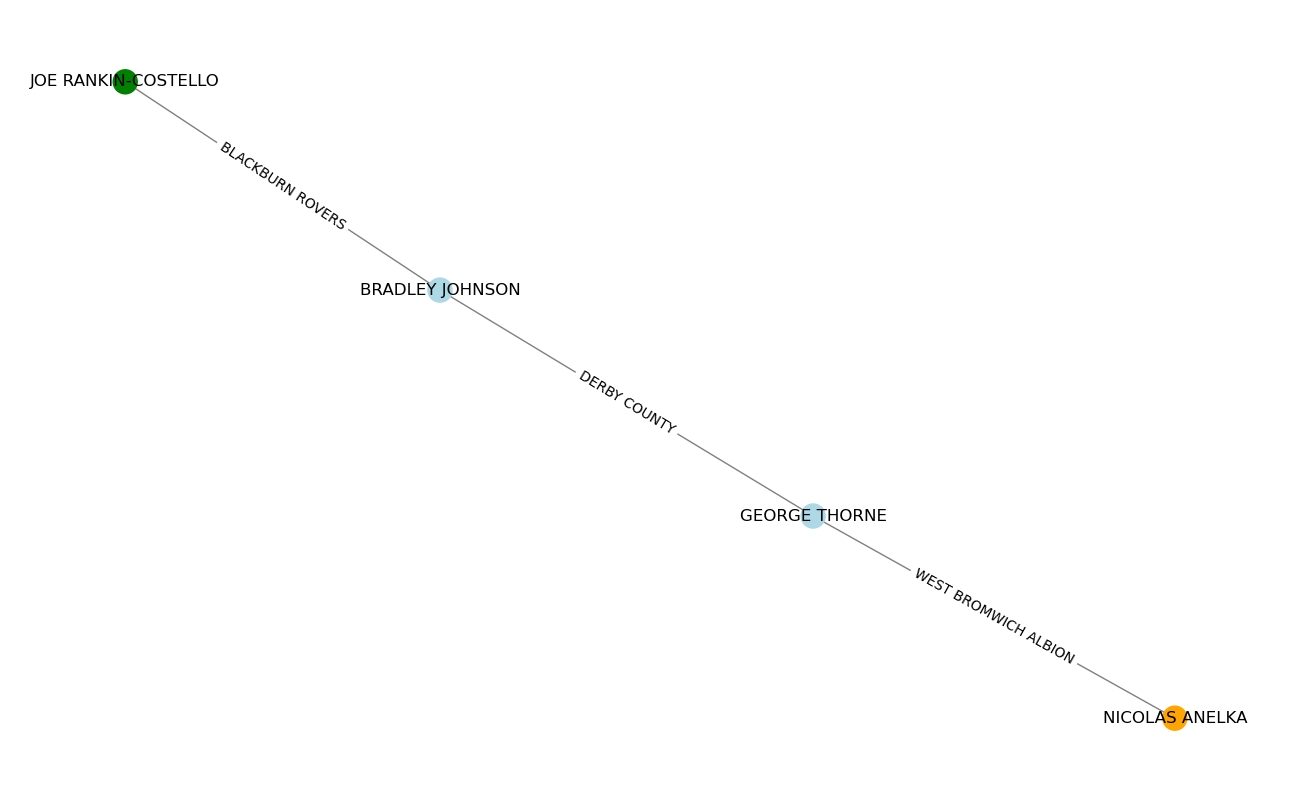 JOE RANKIN-COSTELLO
BLACKBURN ROVERS
BRADLEY JOHNSON
DERBY COUNTY
GEORGE THORNE
WEST BROMWICH ALBION
NICOLAS ANELKA